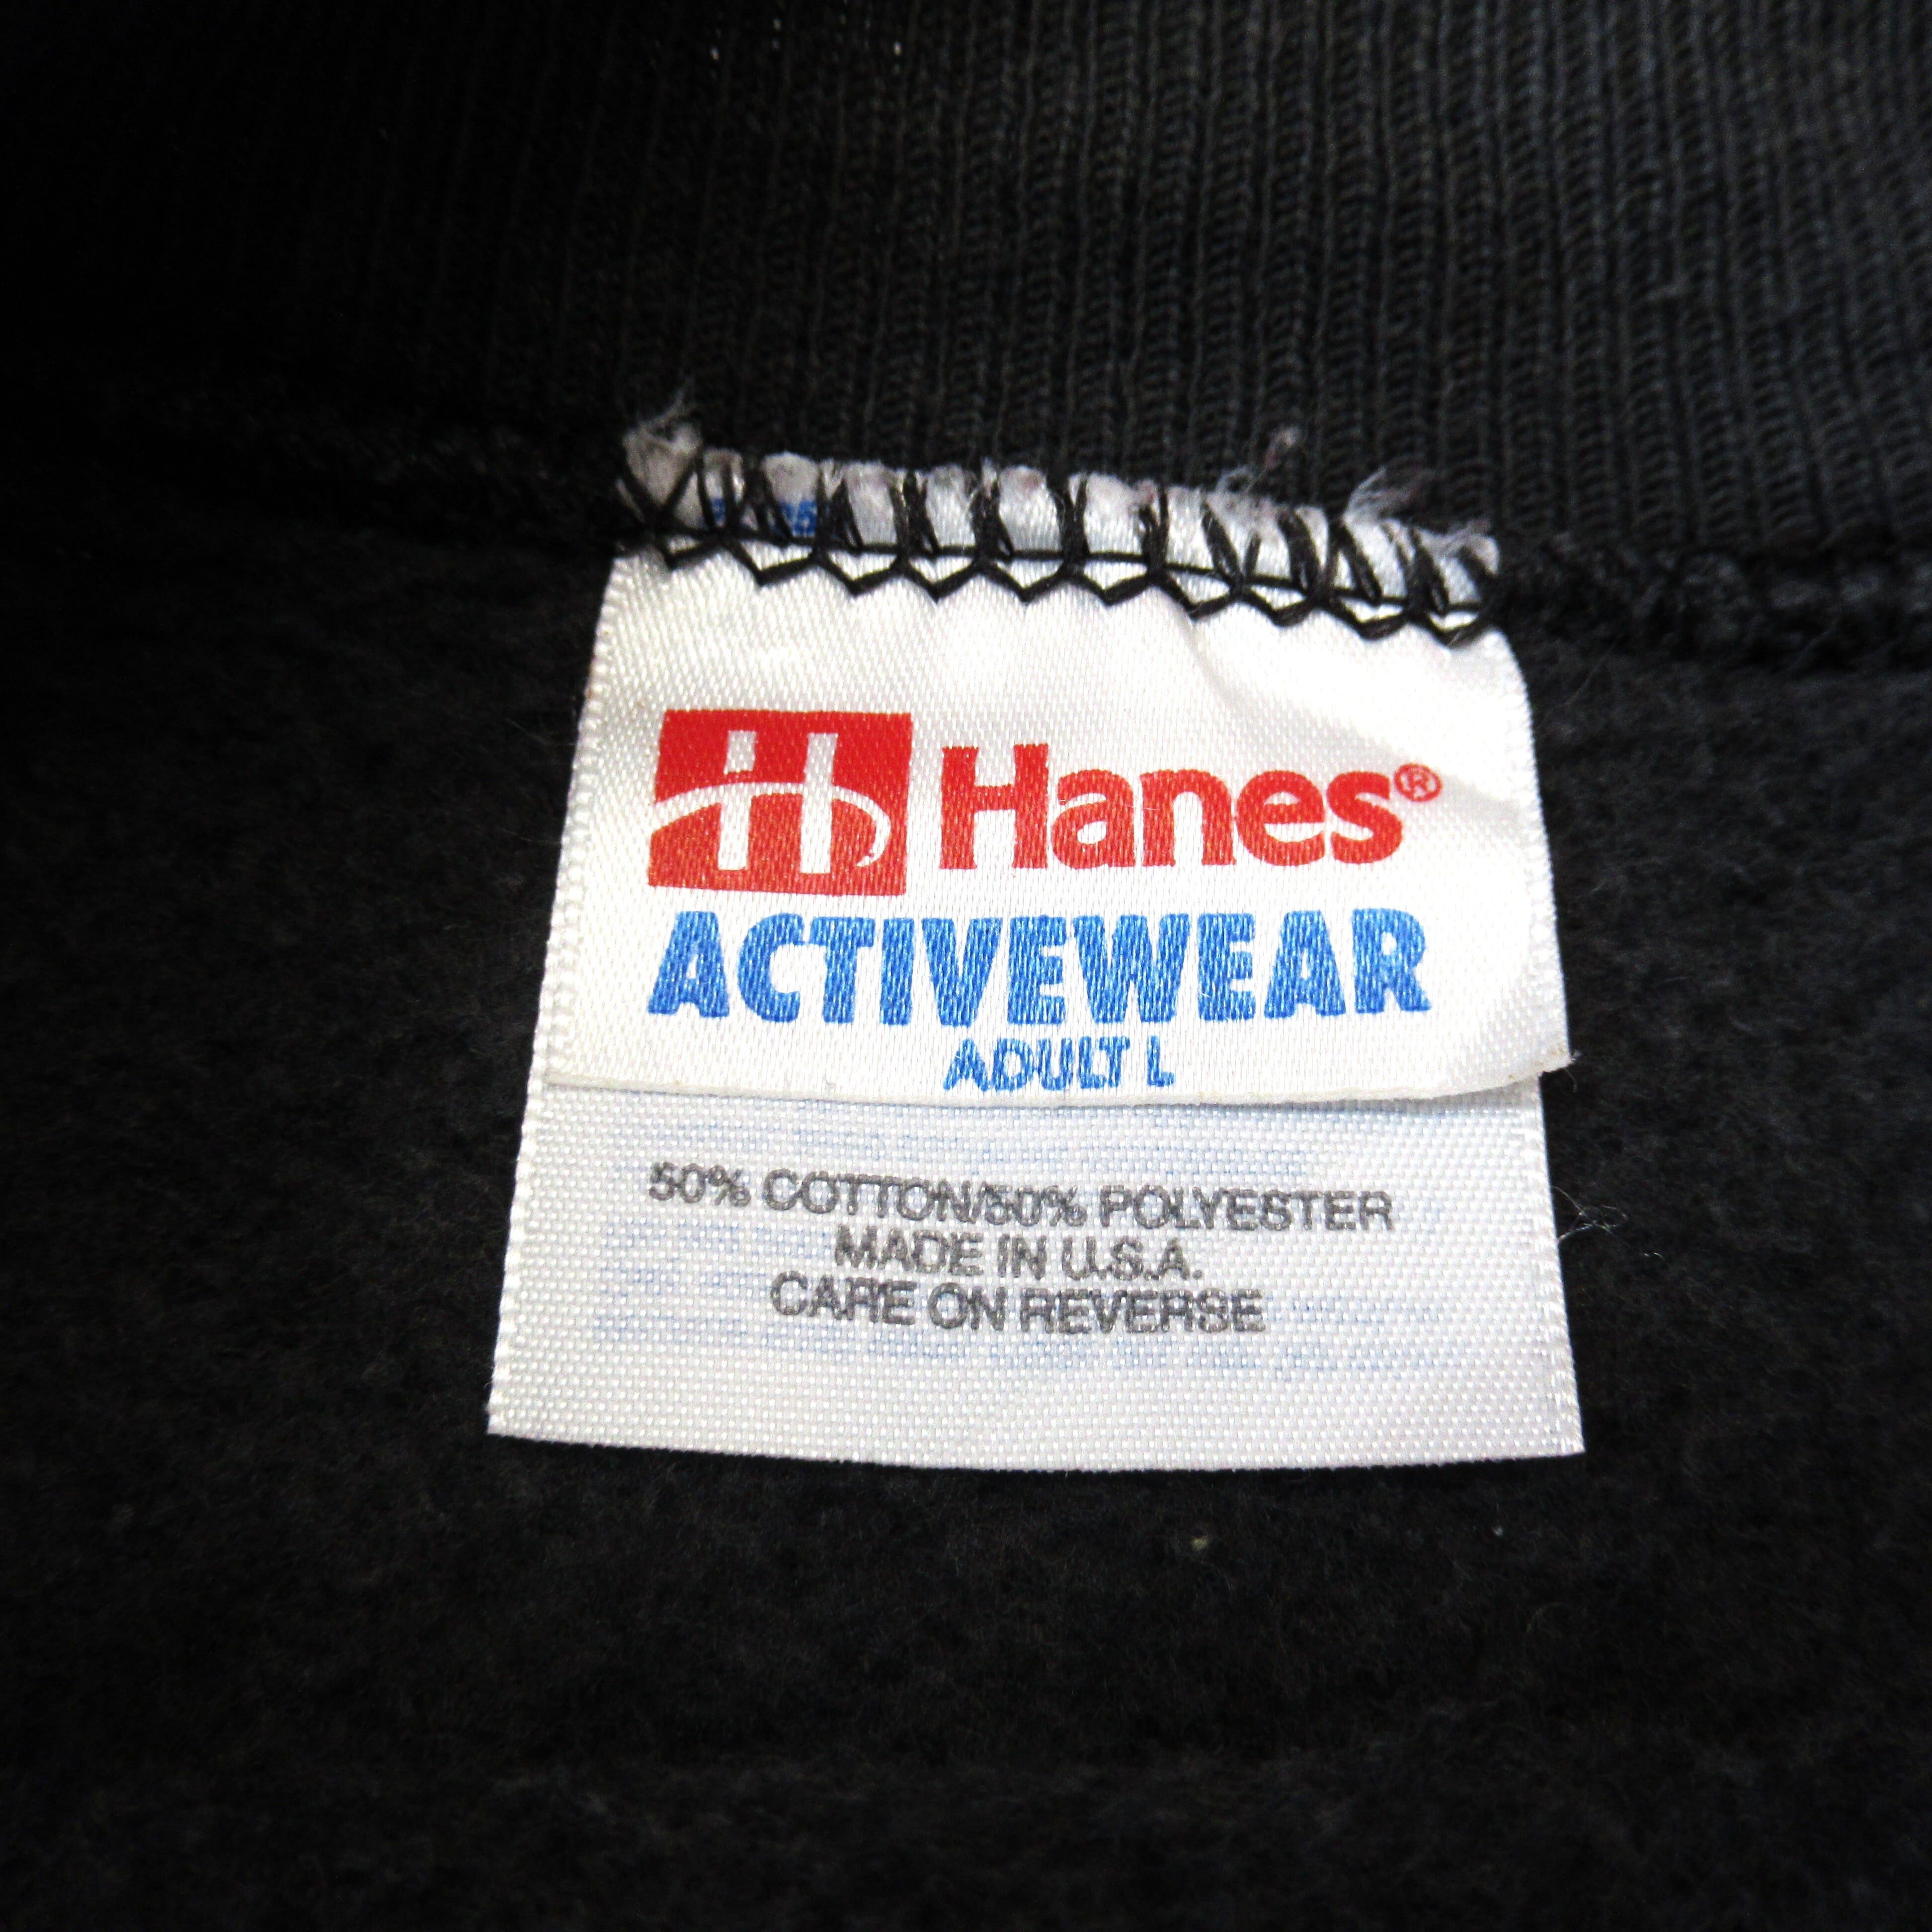 Hanes®
ACTIVEWEAR
ADULT L
50% COTTON/50% POLYESTER
MADE IN U.S.A.
CARE ON REVERSE